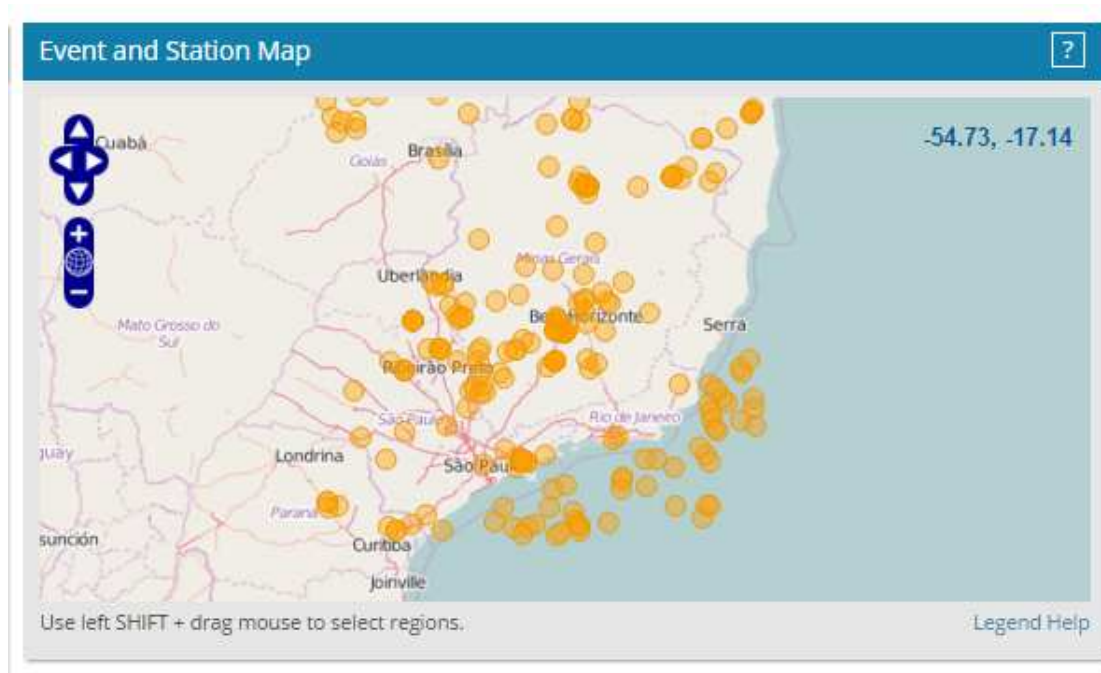 Event and Station Map
?
-54.73, -17.14
Cuabá
Goiás
Brasília
Minas Gerais
Uberlândia
Mato Grosso do
Sul
Belo Horizonte
Serra
Ribeirão Preto
São Paulo
Rio de Janeiro
Londrina
São Paulo
Paraná
sunción
Curitiba
Joinville
Use left SHIFT + drag mouse to select regions.
Legend Help